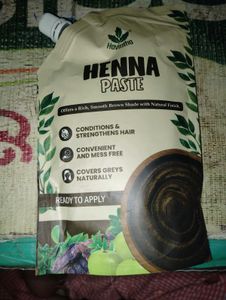 HENNA
PASTE
Offers a Rich, Smooth Brown Shade with Natural Finish
CONDITIONS &
STRENGTHENS HAIR
CONVENIENT
AND MESS FREE
COVERS GREYS
NATURALLY
READY TO APPLY